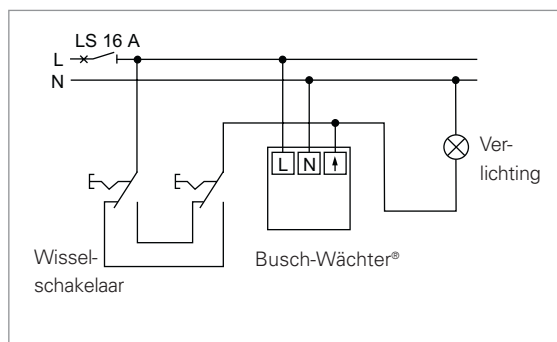 LS 16 A
L
N
L N
Ver-
lichting
Wissel-
schakelaar
Busch-Wächter®